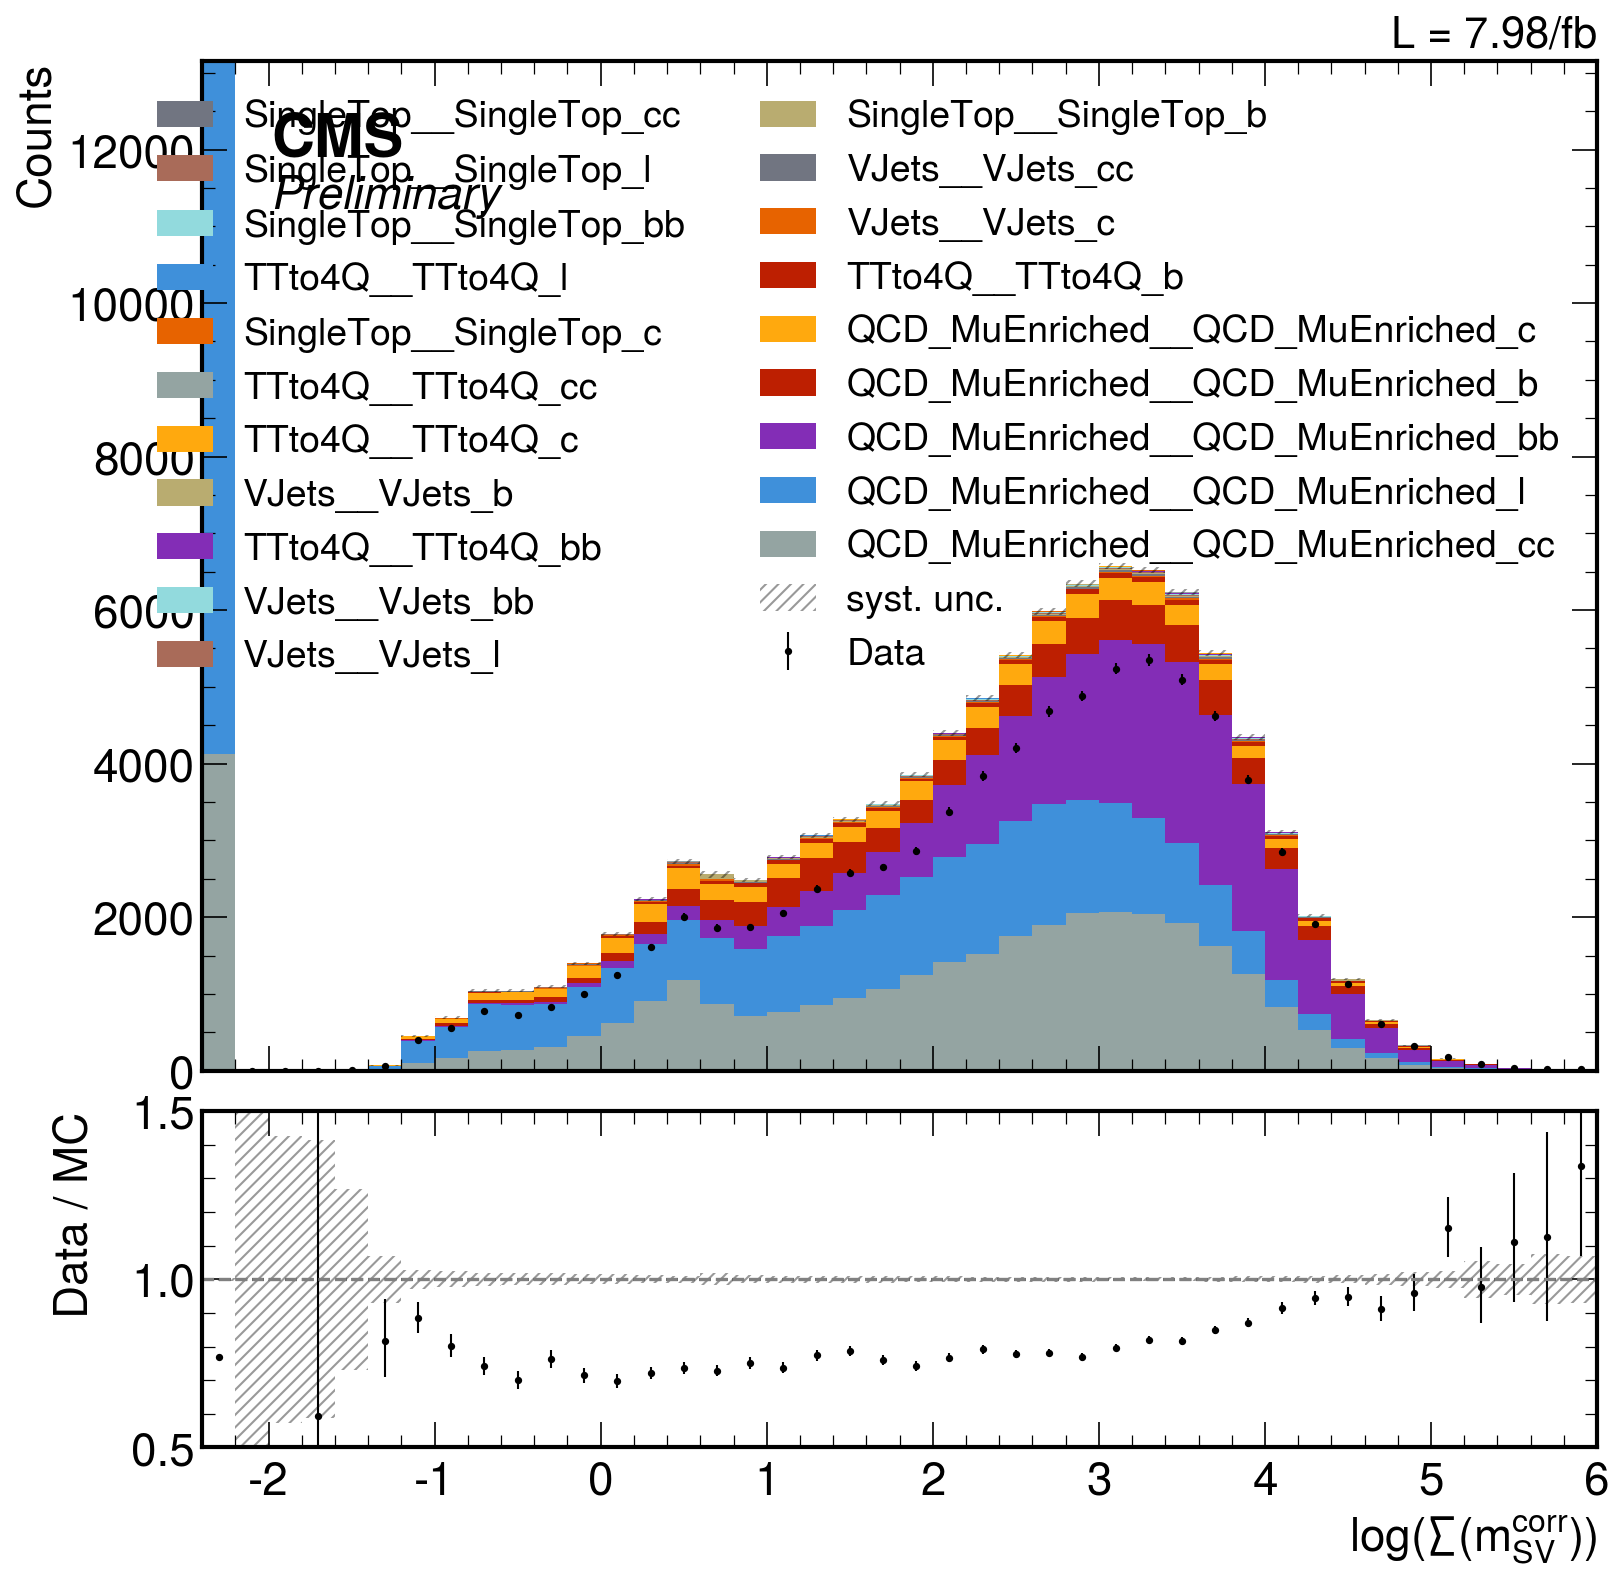 L = 7.98/fb
Counts
CMS
Preliminary
SingleTop__SingleTop_cc
SingleTop__SingleTop_l
SingleTop__SingleTop_bb
TTto4Q__TTto4Q_l
SingleTop__SingleTop_c
TTto4Q__TTto4Q_cc
TTto4Q__TTto4Q_c
VJets__VJets_b
TTto4Q__TTto4Q_bb
VJets__VJets_bb
VJets__VJets_l
SingleTop__SingleTop_b
VJets__VJets_cc
VJets__VJets_c
TTto4Q__TTto4Q_b
QCD_MuEnriched__QCD_MuEnriched_c
QCD_MuEnriched__QCD_MuEnriched_b
QCD_MuEnriched__QCD_MuEnriched_bb
QCD_MuEnriched__QCD_MuEnriched_l
QCD_MuEnriched__QCD_MuEnriched_cc
syst. unc.
Data
12000
10000
8000
6000
4000
2000
0
Data / MC
1.5
1.0
0.5
-2 -1 0 1 2 3 4 5 6
log(∑(m_SV^corr))